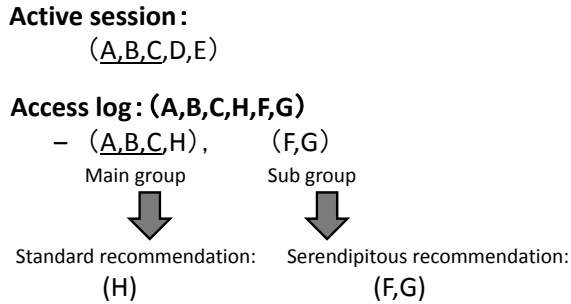 Active session:
(A,B,C,D,E)
Access log: (A,B,C,H,F,G)
– (A,B,C,H), (F,G)
Main group Sub group
Standard recommendation: Serendipitous recommendation:
(H) (F,G)